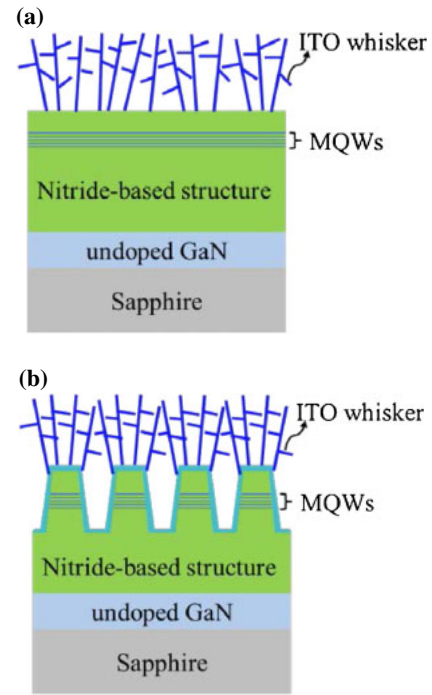 (a)
ITO whisker
MQWs
Nitride-based structure
undoped GaN
Sapphire
(b)
ITO whisker
MQWs
Nitride-based structure
undoped GaN
Sapphire